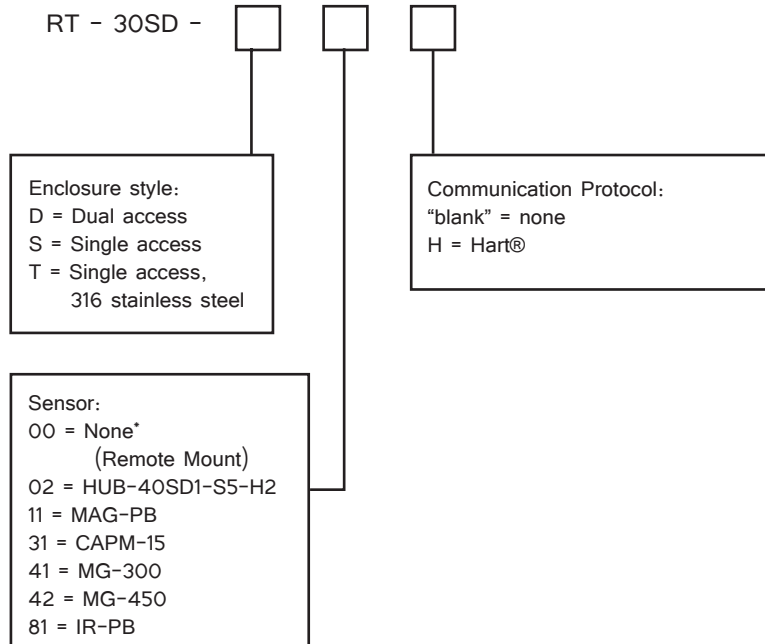 RT - 30SD -
Enclosure style:
D = Dual access
S = Single access
T = Single access,
316 stainless steel
Communication Protocol:
“blank” = none
H = Hart®
Sensor:
00 = None*
(Remote Mount)
02 = HUB-40SD1-S5-H2
11 = MAG-PB
31 = CAPM-15
41 = MG-300
42 = MG-450
81 = IR-PB